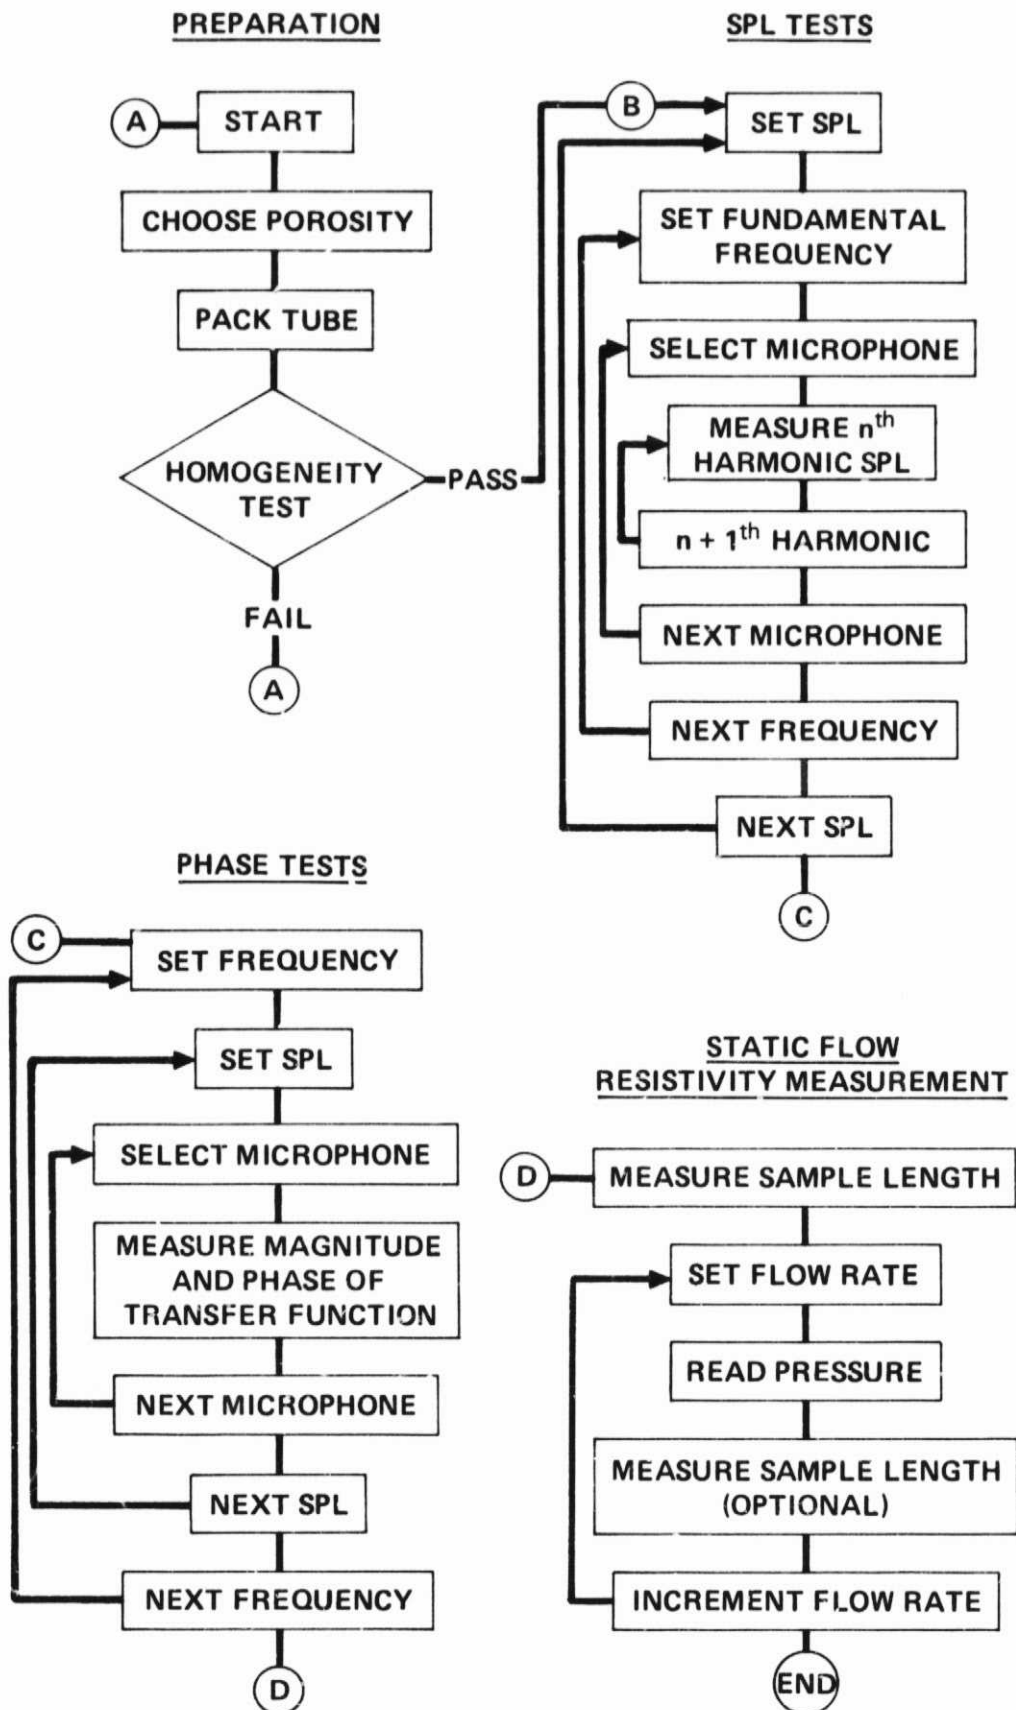 PREPARATION
A
START
CHOOSE POROSITY
PACK TUBE
HOMOGENEITY
TEST
PASS
FAIL
A
SPL TESTS
B
SET SPL
SET FUNDAMENTAL
FREQUENCY
SELECT MICROPHONE
MEASURE nth
HARMONIC SPL
n + 1th HARMONIC
NEXT MICROPHONE
NEXT FREQUENCY
NEXT SPL
C
PHASE TESTS
C
SET FREQUENCY
SET SPL
SELECT MICROPHONE
MEASURE MAGNITUDE
AND PHASE OF
TRANSFER FUNCTION
NEXT MICROPHONE
NEXT SPL
NEXT FREQUENCY
D
STATIC FLOW
RESISTIVITY MEASUREMENT
D
MEASURE SAMPLE LENGTH
SET FLOW RATE
READ PRESSURE
MEASURE SAMPLE LENGTH
(OPTIONAL)
INCREMENT FLOW RATE
END